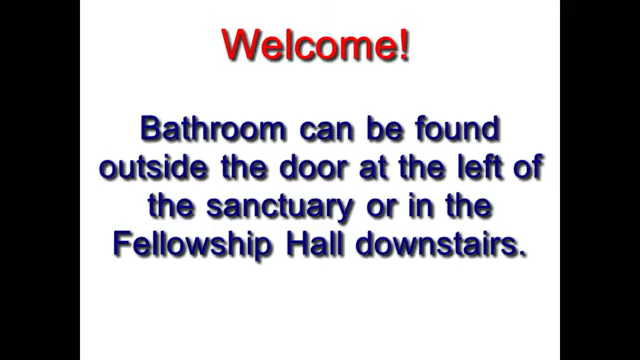 Welcome!
Bathroom can be found
outside the door at the left of
the sanctuary or in the
Fellowship Hall downstairs.